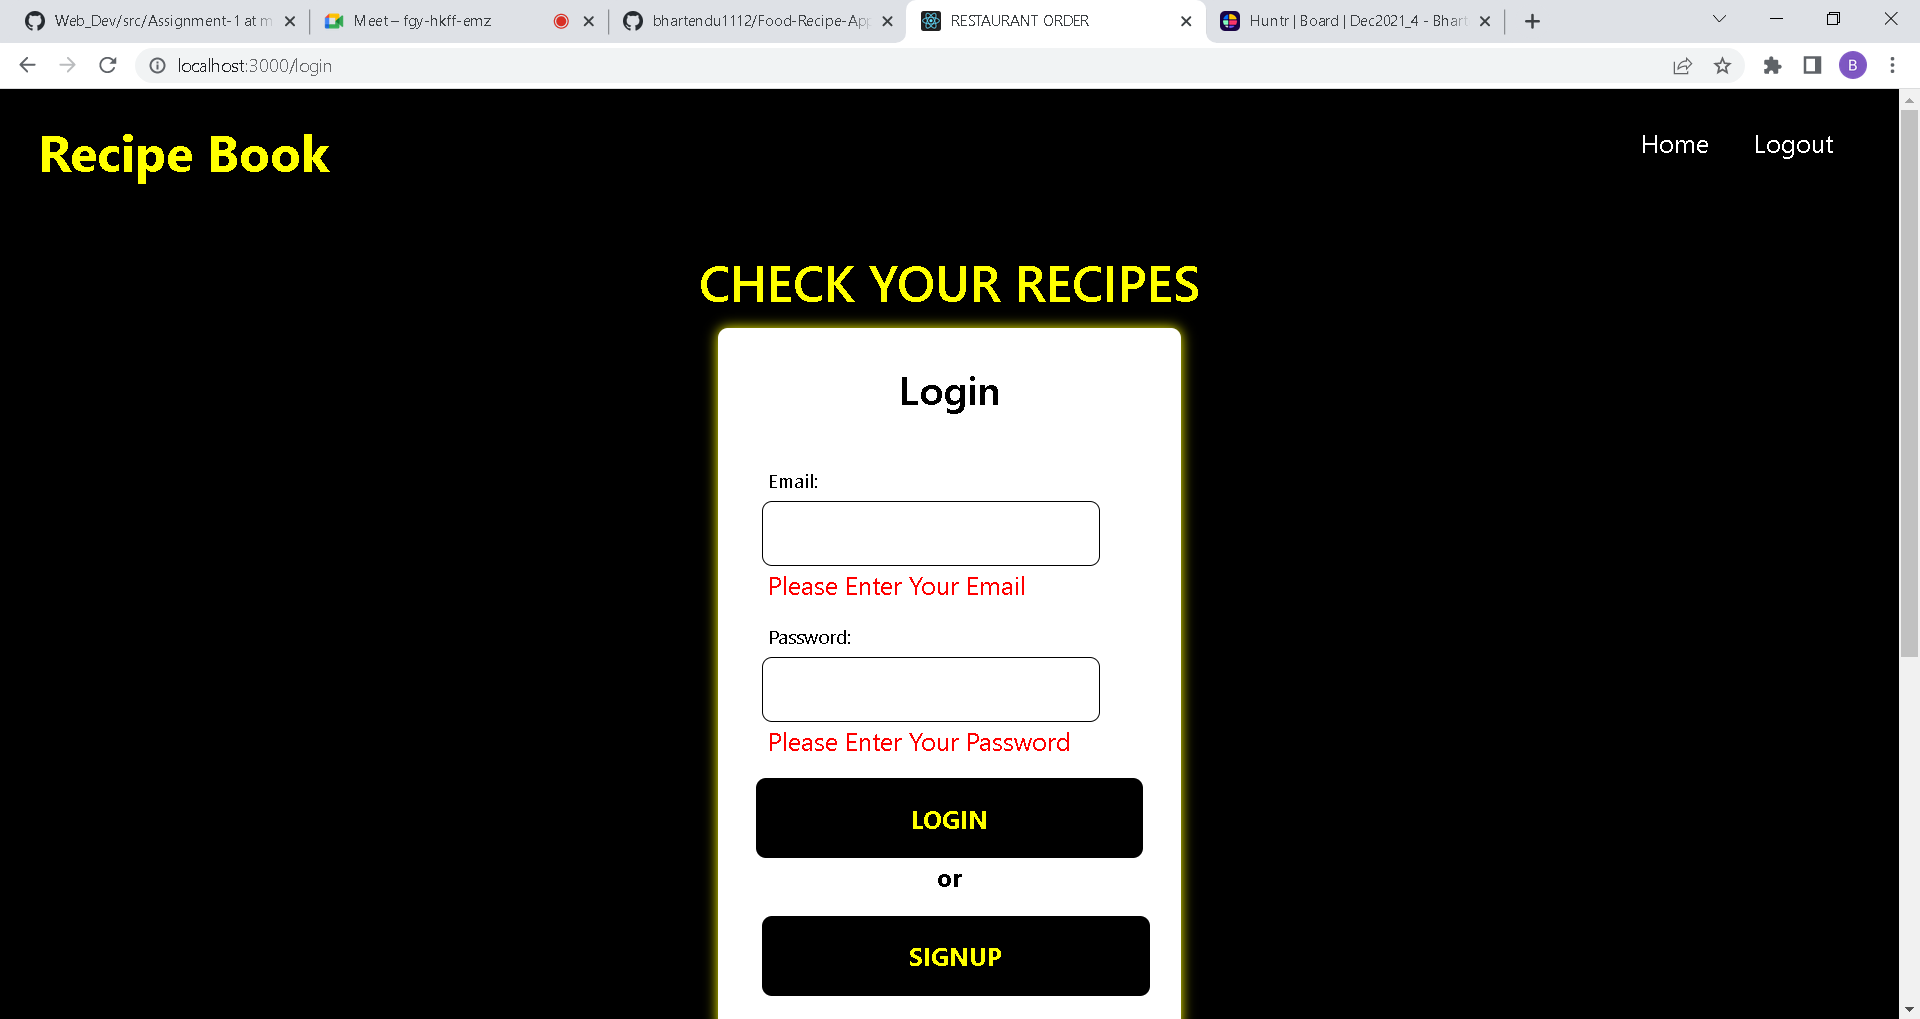 Web_Dev/src/Assignment-1 at m
Meet – fgy-hkff-emz
bhartendu1112/Food-Recipe-App
RESTAURANT ORDER
Huntr | Board | Dec2021_4 - Bhart
localhost:3000/login
B
Recipe Book
Home
Logout
CHECK YOUR RECIPES
Login
Email:
Please Enter Your Email
Password:
Please Enter Your Password
LOGIN
or
SIGNUP